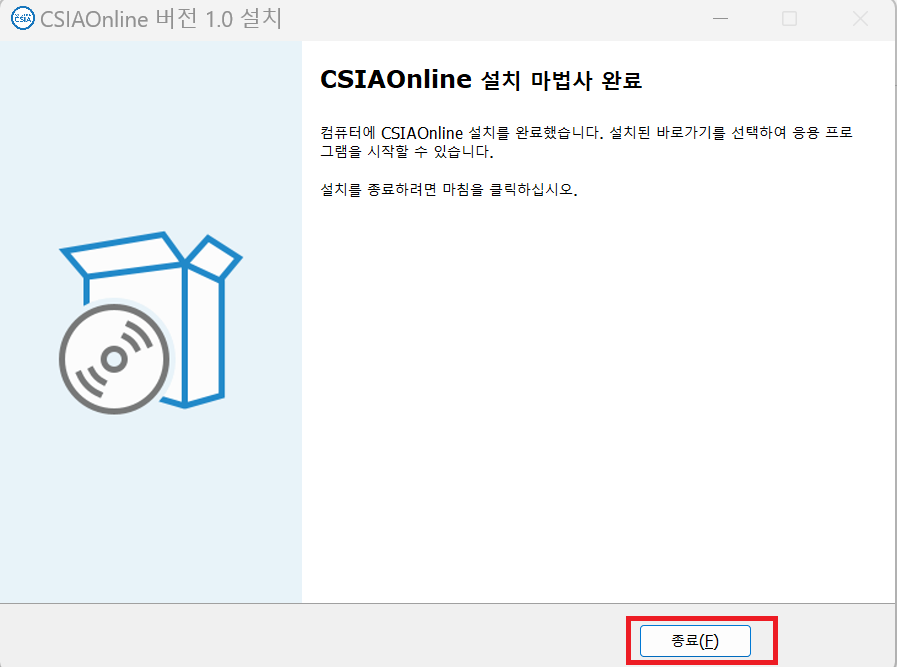 CSIA
CSIAOnline 버전 1.0 설치
CSIAOnline 설치 마법사 완료
컴퓨터에 CSIAOnline 설치를 완료했습니다. 설치된 바로가기를 선택하여 응용 프로
그램을 시작할 수 있습니다.
설치를 종료하려면 마침을 클릭하십시오.
종료(F)